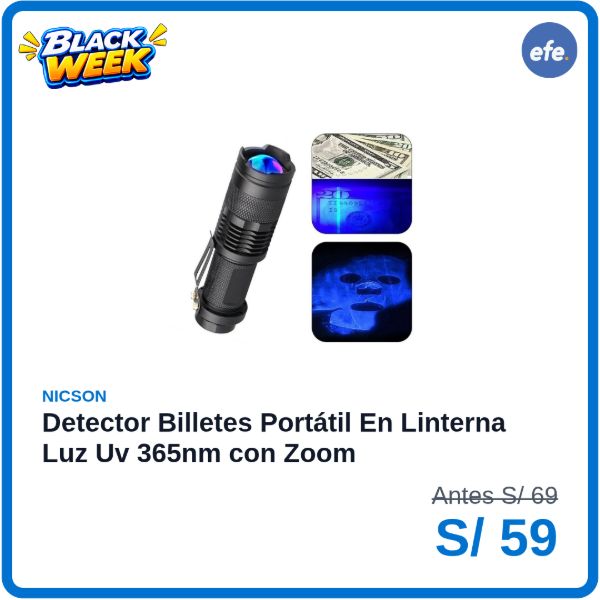 BLACK
WEEK
efe.
NICSON
Detector Billetes Portátil En Linterna
Luz Uv 365nm con Zoom
Antes S/ 69
S/ 59